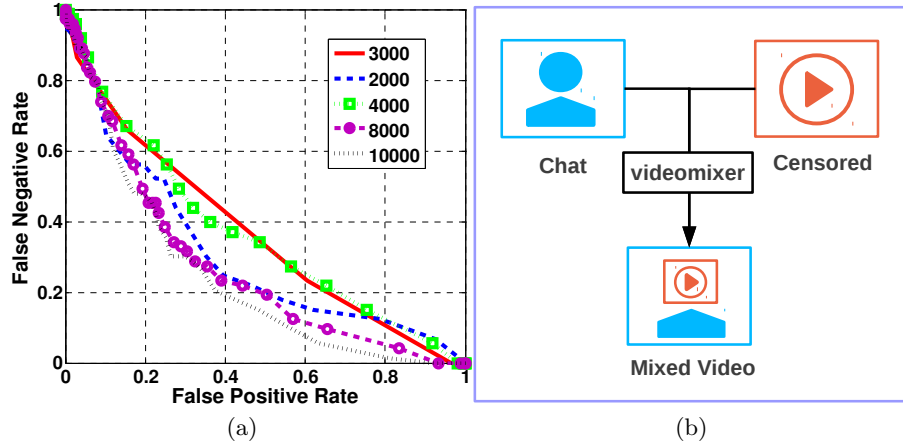 1
0.8
0.6
0.4
0.2
0
0
0.2
0.4
0.6
0.8
1
False Negative Rate
False Positive Rate
3000
2000
4000
8000
10000
(a)
Chat
Censored
videomixer
Mixed Video
(b)